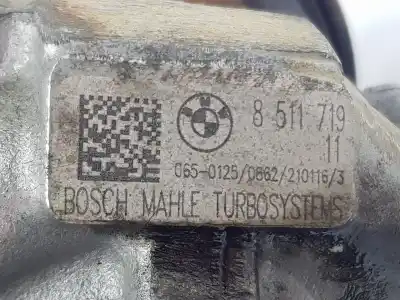 8 511 719
11
065-0125/0862/210116/3
BOSCH MAHLE TURBOSYSTEMS